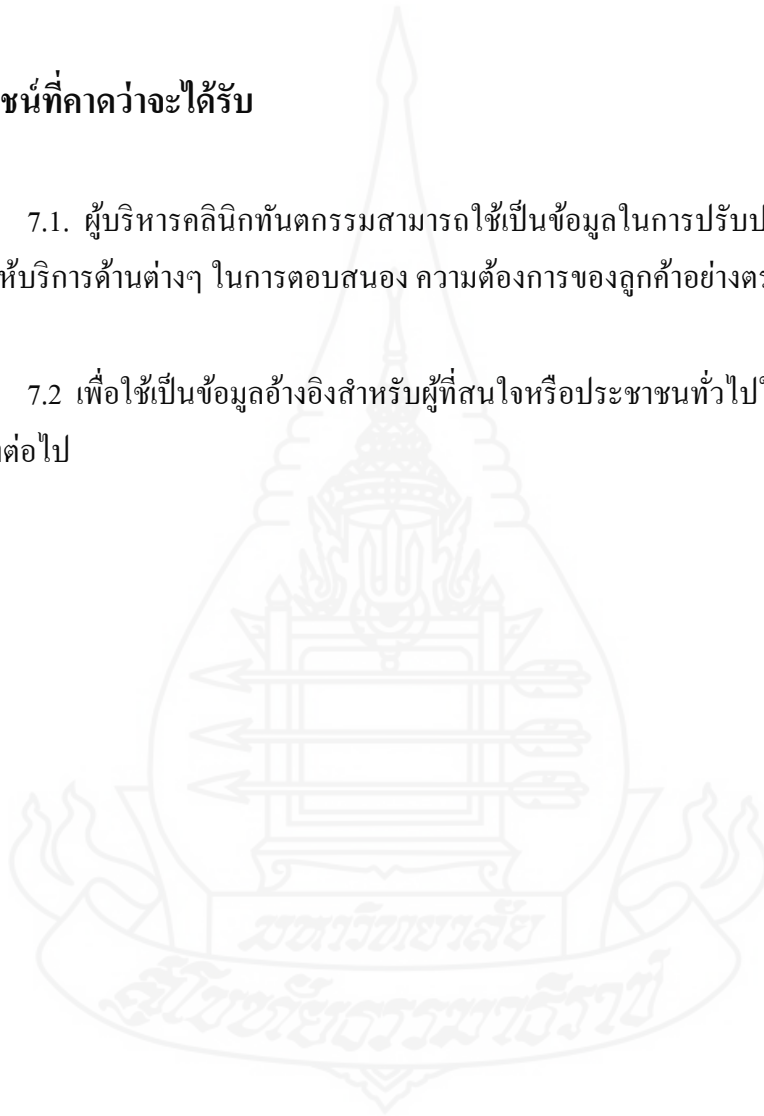 ชน์ที่คาดว่าจะได้รับ
7.1. ผู้บริหารคลินิกทันตกรรมสามารถใช้เป็นข้อมูลในการปรับป
ห้บริการด้านต่างๆ ในการตอบสนอง ความต้องการของลูกค้าอย่างตร
7.2 เพื่อใช้เป็นข้อมูลอ้างอิงสำหรับผู้ที่สนใจหรือประชาชนทั่วไปใ
ต่อไป
มหาวิทยาลัย
สุโขทัยธรรมาธิราช